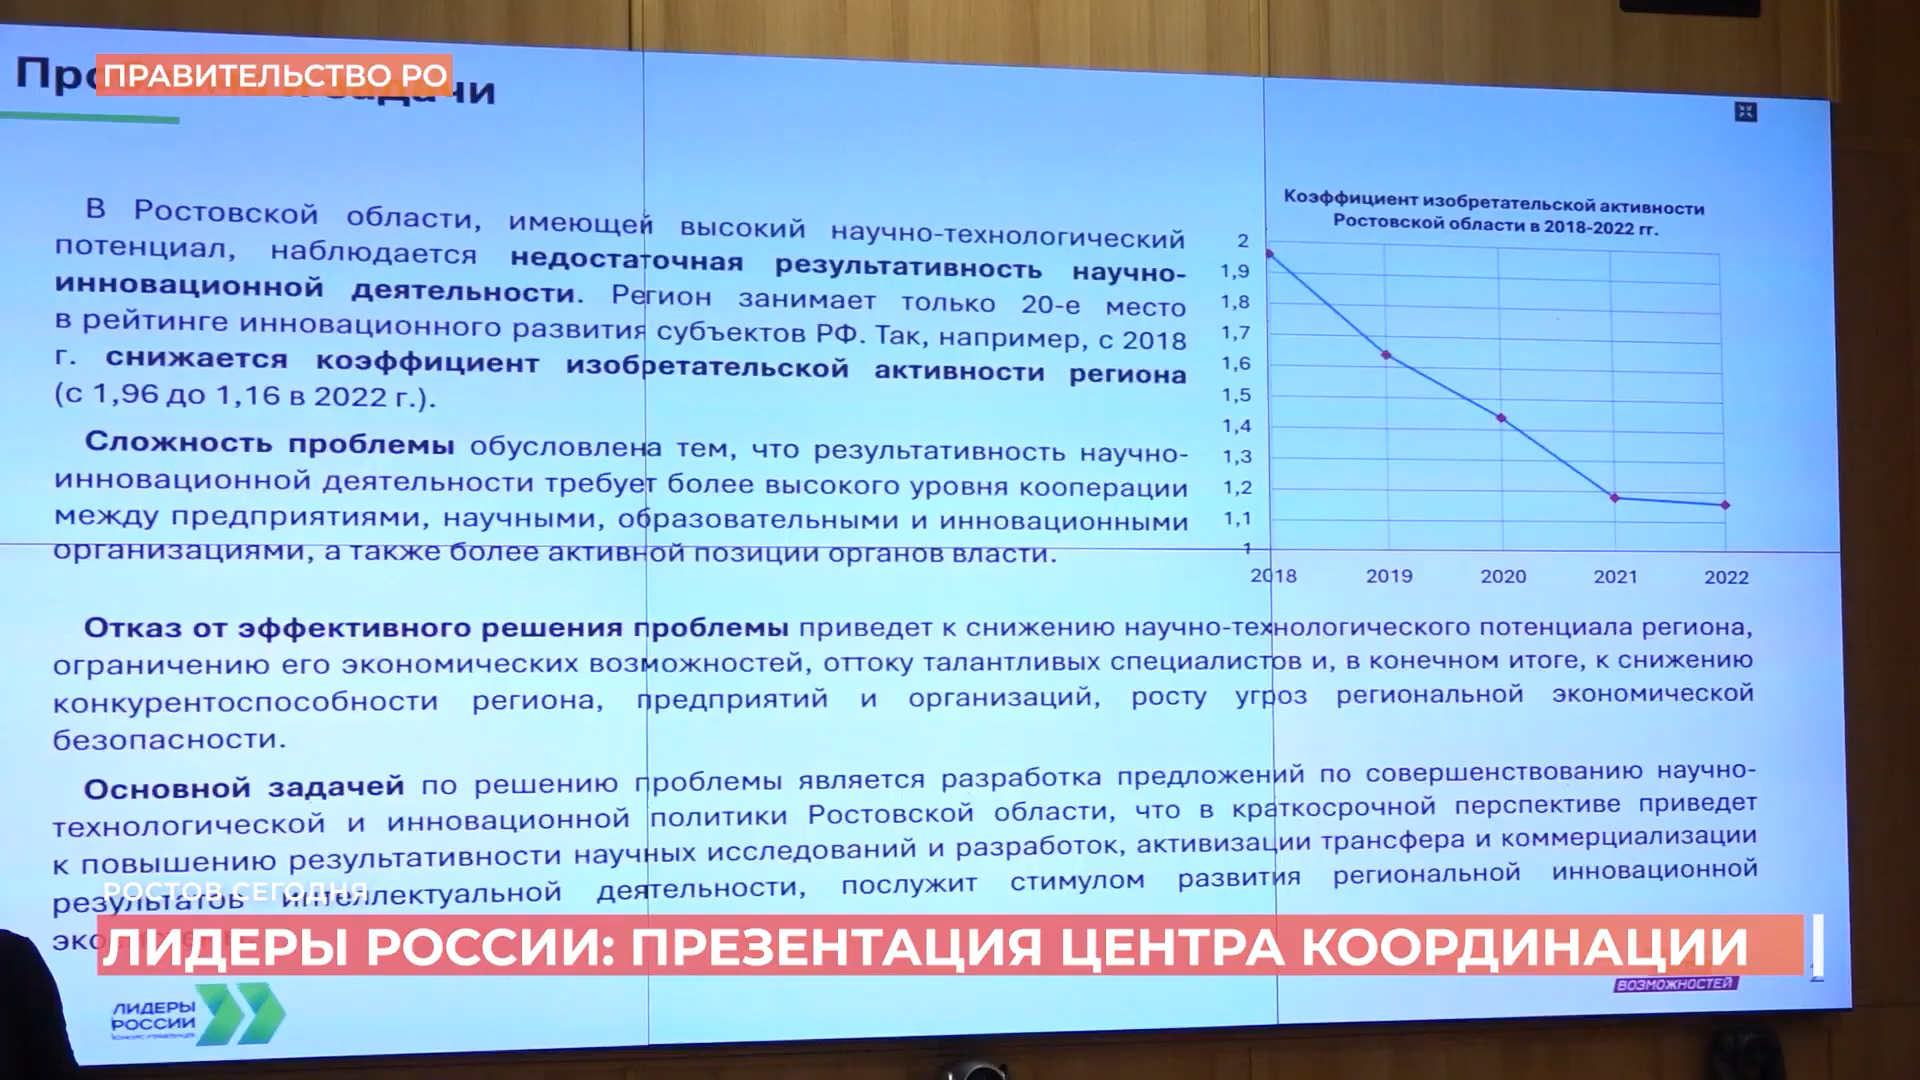 ПРАВИТЕЛЬСТВО РО
В Ростовской области, имеющей высокий научно-технологический
потенциал, наблюдается недостаточная результативность научно-
инновационной деятельности. Регион занимает только 20-е место
в рейтинге инновационного развития субъектов РФ. Так, например, с 2018
г. снижается коэффициент изобретательской активности региона
(с 1,96 до 1,16 в 2022 г.).
Сложность проблемы обусловлена тем, что результативность научно-
инновационной деятельности требует более высокого уровня кооперации
между предприятиями, научными, образовательными и инновационными
организациями, а также более активной позиции органов власти.
Коэффициент изобретательской активности
Ростовской области в 2018-2022 гг.
2
1,9
1,8
1,7
1,6
1,5
1,4
1,3
1,2
1,1
1
2018 2019 2020 2021 2022
Отказ от эффективного решения проблемы приведет к снижению научно-технологического потенциала региона,
ограничению его экономических возможностей, оттоку талантливых специалистов и, в конечном итоге, к снижению
конкурентоспособности региона, предприятий и организаций, росту угроз региональной экономической
безопасности.
Основной задачей по решению проблемы является разработка предложений по совершенствованию научно-
технологической и инновационной политики Ростовской области, что в краткосрочной перспективе приведет
к повышению результативности научных исследований и разработок, активизации трансфера и коммерциализации
результатов интеллектуальной деятельности, послужит стимулом развития региональной инновационной
РОСТОВ СЕГОДНЯ
ЛИДЕРЫ РОССИИ: ПРЕЗЕНТАЦИЯ ЦЕНТРА КООРДИНАЦИИ
ЛИДЕРЫ
РОССИИ
ВОЗМОЖНОСТЕЙ
2